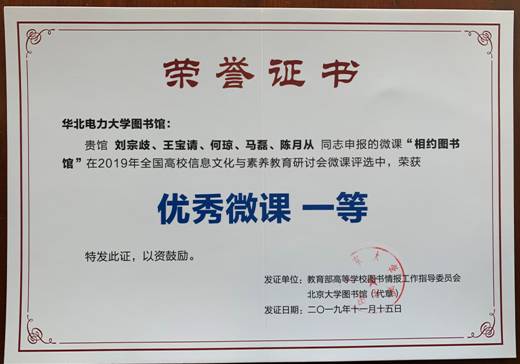 荣誉证书
华北电力大学图书馆：
贵馆 刘宗歧、王宝请、何琼、马磊、陈月从 同志申报的微课“相约图书
馆”在2019年全国高校信息文化与素养教育研讨会微课评选中，荣获
优秀微课 一等
特发此证，以资鼓励。
发证单位：教育部高等学校图书情报工作指导委员会
北京大学图书馆（代章）
发证日期：二〇一九年十一月十五日